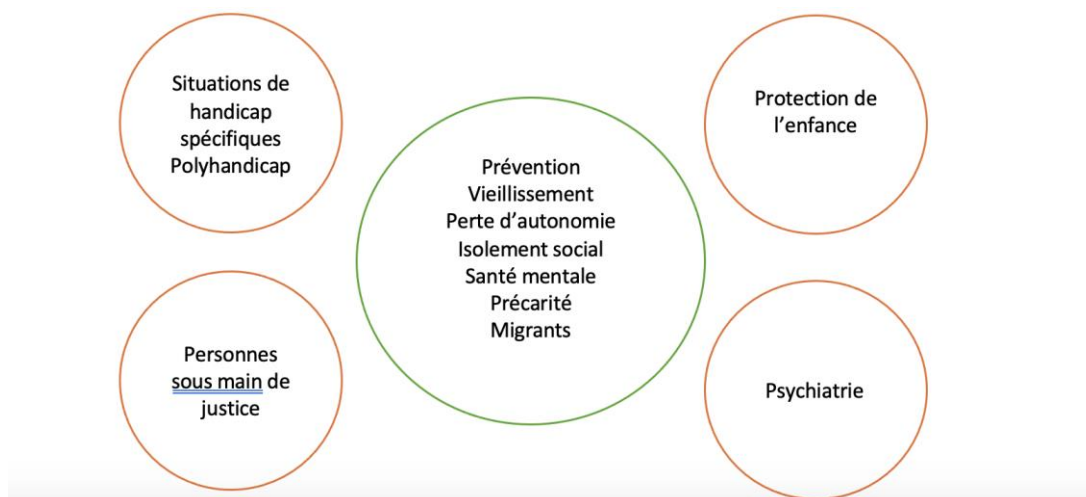 Situations de
handicap
spécifiques
Polyhandicap
Protection de
l'enfance
Prévention
Vieillissement
Perte d'autonomie
Isolement social
Santé mentale
Précarité
Migrants
Personnes
sous main de
justice
Psychiatrie